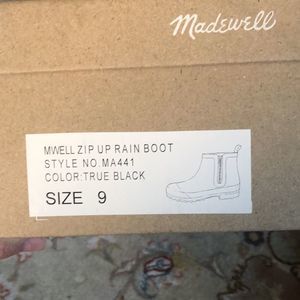 Madewell
MWELL ZIP UP RAIN BOOT
STYLE NO.MA441
COLOR:TRUE BLACK
SIZE 9